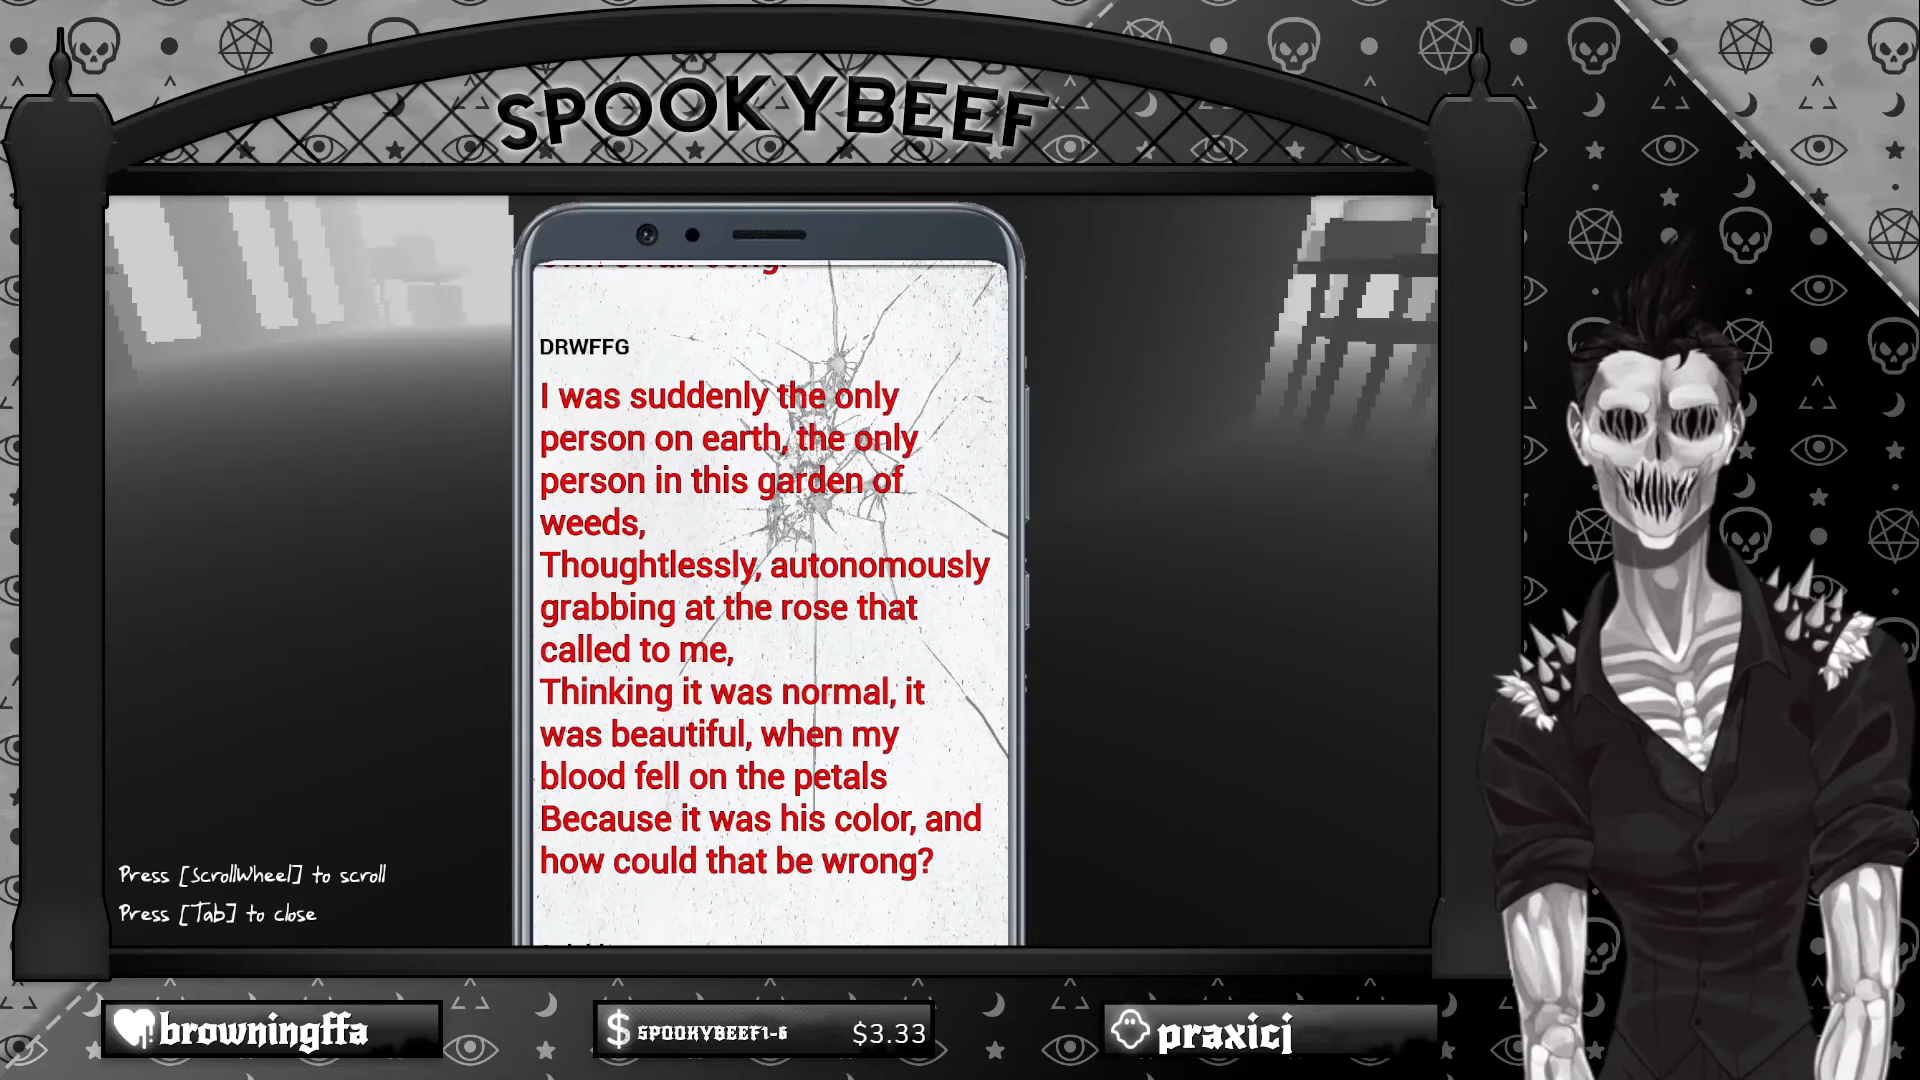 SPOOKYBEEF
DRWFFG
I was suddenly the only
person on earth, the only
person in this garden of
weeds,
Thoughtlessly, autonomously
grabbing at the rose that
called to me,
Thinking it was normal, it
was beautiful, when my
blood fell on the petals
Because it was his color, and
how could that be wrong?
Press [ScrollWheel] to scroll
Press [Tab] to close
browningffa
$ SPOOKYBEEF1-6 $3.33
praxicj